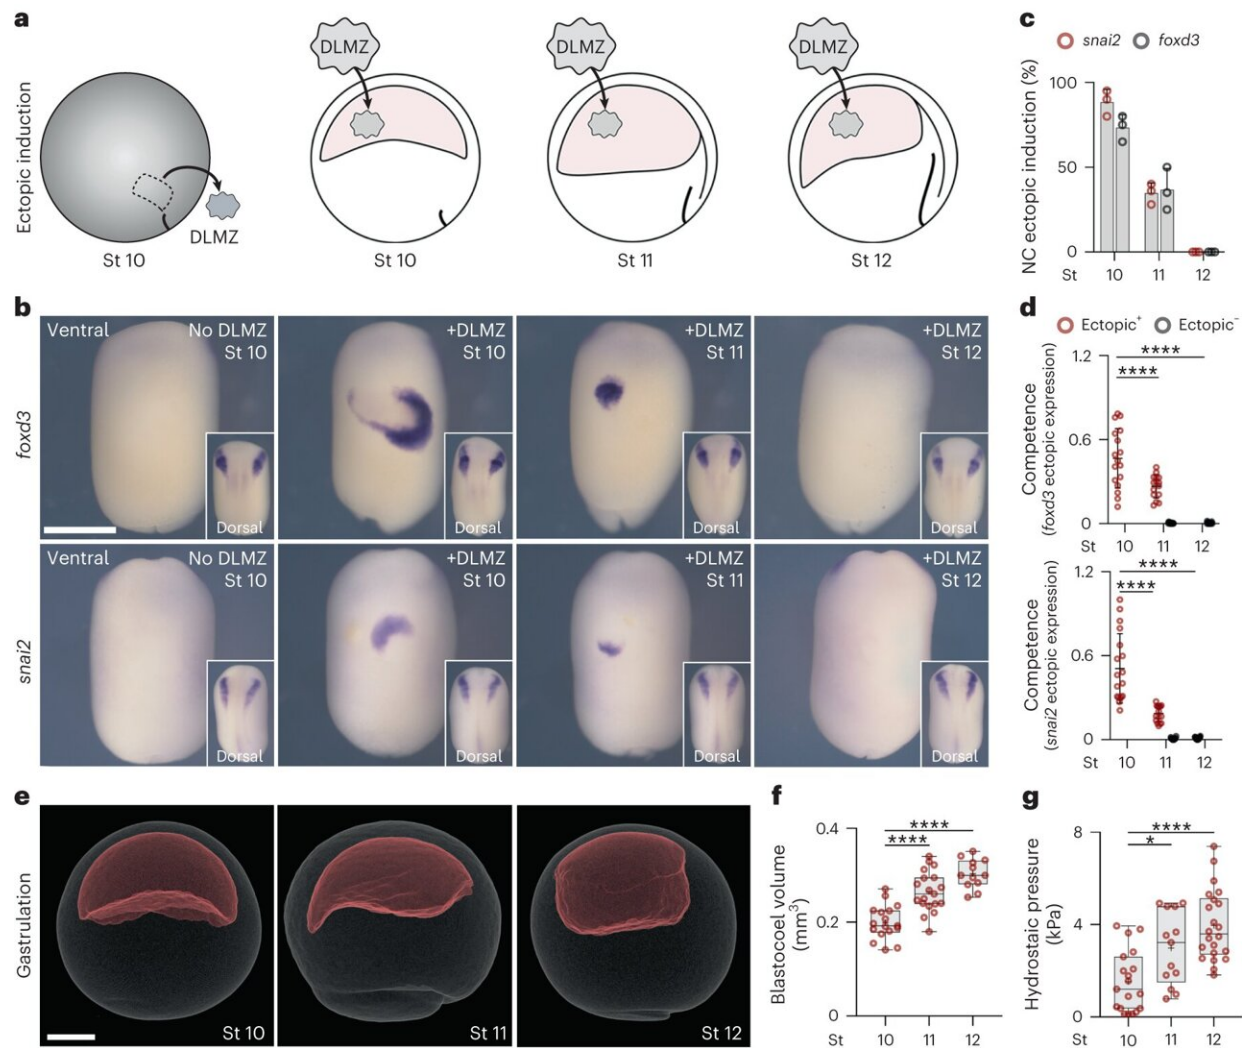 a
Ectopic induction
DLMZ
St 10
DLMZ
St 10
DLMZ
St 11
DLMZ
St 12
b
Ventral
No DLMZ
St 10
Dorsal
+DLMZ
St 10
Dorsal
+DLMZ
St 11
Dorsal
+DLMZ
St 12
Dorsal
foxd3
Ventral
No DLMZ
St 10
Dorsal
+DLMZ
St 10
Dorsal
+DLMZ
St 11
Dorsal
+DLMZ
St 12
Dorsal
snai2
c
snai2 foxd3
NC ectopic induction (%)
100
50
0
St 10 11 12
d
Ectopic+ Ectopic−
Competence
(foxd3 ectopic expression)
1.2
0.6
0
****
****
St 10 11 12
Competence
(snai2 ectopic expression)
1.2
0.6
0
****
****
St 10 11 12
e
Gastrulation
St 10
St 11
St 12
f
Blastocoel volume
(mm³)
0.4
0.2
0
****
****
St 10 11 12
g
Hydrostaic pressure
(kPa)
8
4
0
****
*
St 10 11 12